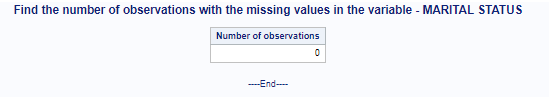 Find the number of observations with the missing values in the variable - MARITAL STATUS
Number of observations
0
----End----